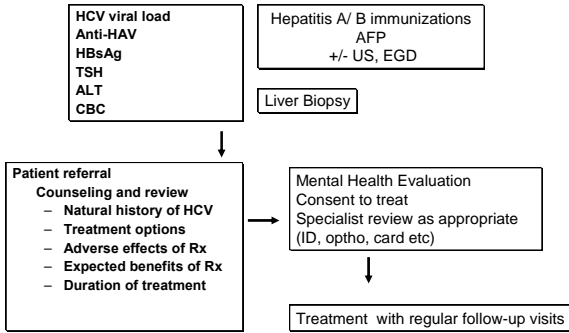 HCV viral load
Anti-HAV
HBsAg
TSH
ALT
CBC
Hepatitis A/ B immunizations
AFP
+/- US, EGD
Liver Biopsy
Patient referral
Counseling and review
– Natural history of HCV
– Treatment options
– Adverse effects of Rx
– Expected benefits of Rx
– Duration of treatment
Mental Health Evaluation
Consent to treat
Specialist review as appropriate
(ID, optho, card etc)
Treatment with regular follow-up visits